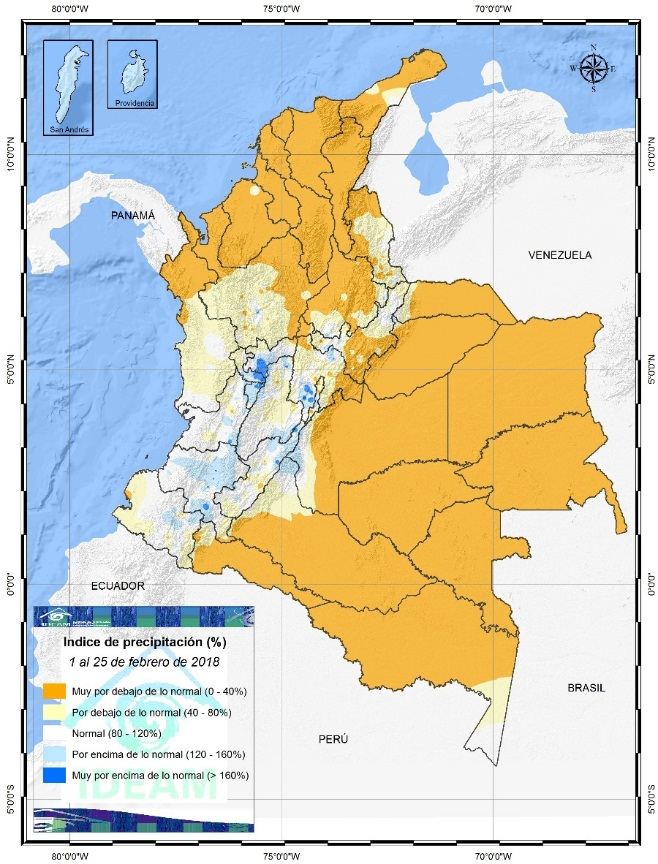 80°0'0"W 75°0'0"W 70°0'0"W
N
W E
S
San Andrés
Providencia
10°0'0"N 10°0'0"N
PANAMÁ
VENEZUELA
5°0'0"N 5°0'0"N
0°0'0" 0°0'0"
ECUADOR
IDEAM
Indice de precipitación (%)
1 al 25 de febrero de 2018
Muy por debajo de lo normal (0 - 40%)
Por debajo de lo normal (40 - 80%)
Normal (80 - 120%)
Por encima de lo normal (120 - 160%)
Muy por encima de lo normal (> 160%)
IDEAM
BRASIL
PERÚ
5°0'0"S 5°0'0"S
80°0'0"W 75°0'0"W 70°0'0"W